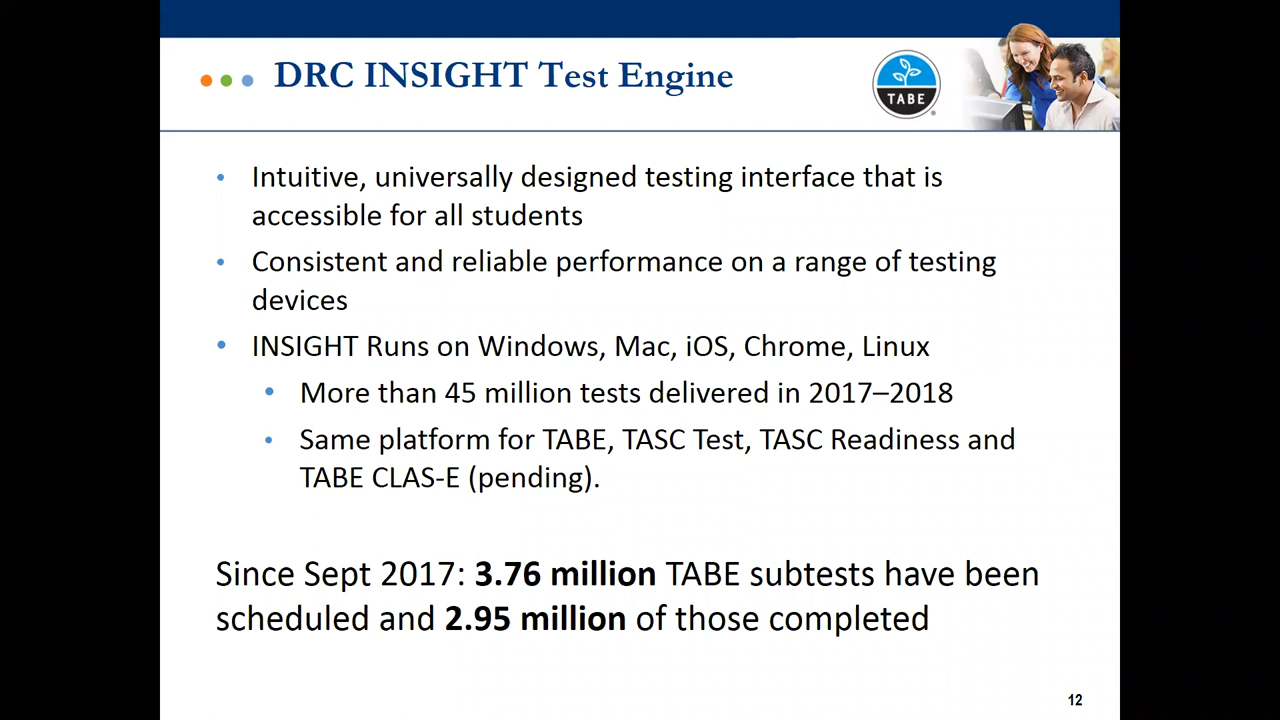 DRC INSIGHT Test Engine
TABE
®
• Intuitive, universally designed testing interface that is
accessible for all students
• Consistent and reliable performance on a range of testing
devices
• INSIGHT Runs on Windows, Mac, iOS, Chrome, Linux
• More than 45 million tests delivered in 2017–2018
• Same platform for TABE, TASC Test, TASC Readiness and
TABE CLAS-E (pending).
Since Sept 2017: 3.76 million TABE subtests have been
scheduled and 2.95 million of those completed
12